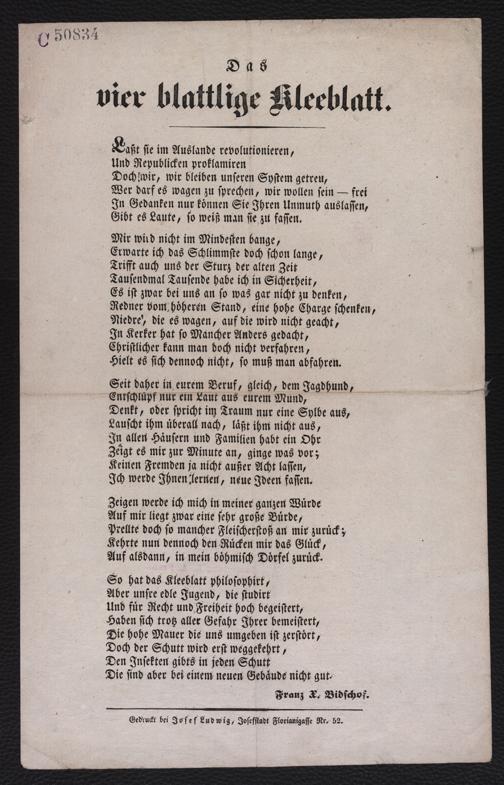 C 50834
Das
vier blattlige Kleeblatt.
Laßt sie im Auslande revolutionieren,
Und Republicken proklamiren
Doch wir, wir bleiben unseren System getreu,
Wer darf es wagen zu sprechen, wir wollen sein — frei
In Gedanken nur können Sie Ihren Unmuth auslassen,
Gibt es Laute, so weiß man sie zu fassen.
Mir wird nicht im Mindesten bange,
Erwarte ich das Schlimmste doch schon lange,
Trifft auch uns der Sturz der alten Zeit
Tausendmal Tausende habe ich in Sicherheit,
Es ist zwar bei uns an so was gar nicht zu denken,
Redner vom höheren Stand, eine hohe Charge schenken,
Niedre', die es wagen, auf die wird nicht geacht,
In Kerker hat so Mancher Anders gedacht,
Christlicher kann man doch nicht verfahren,
Hielt es sich dennoch nicht, so muß man abfahren.
Seit daher in eurem Beruf, gleich, dem Jagdhund,
Entschlüpf nur ein Laut aus eurem Mund,
Denkt, oder spricht im Traum nur eine Sylbe aus,
Lauscht ihm überall nach, läßt ihm nicht aus,
In allen Häusern und Familien habt ein Ohr
Zeigt es mir zur Minute an, ginge was vor;
Keinen Fremden ja nicht außer Acht lassen,
Ich werde Ihnen lernen, neue Ideen fassen.
Zeigen werde ich mich in meiner ganzen Würde
Auf mir liegt zwar eine sehr große Bürde,
Prellte doch so mancher Fleischerstoß an mir zurück;
Kehrte nun dennoch den Rücken mir das Glück,
Auf alsdann, in mein böhmisch Dörfel zurück.
So hat das Kleeblatt philosophirt,
Aber unsre edle Jugend, die studirt
Und für Recht und Freiheit hoch begeistert,
Haben sich trotz aller Gefahr Ihrer bemeistert,
Die hohe Mauer die uns umgeben ist zerstört,
Doch der Schutt wird erst weggekehrt,
Den Insekten gibts in jeden Schutt
Die sind aber bei einem neuen Gebäude nicht gut.
Franz X. Bidschof.
Gedruckt bei Josef Ludwig, Josefstadt Florianigasse Nr. 52.